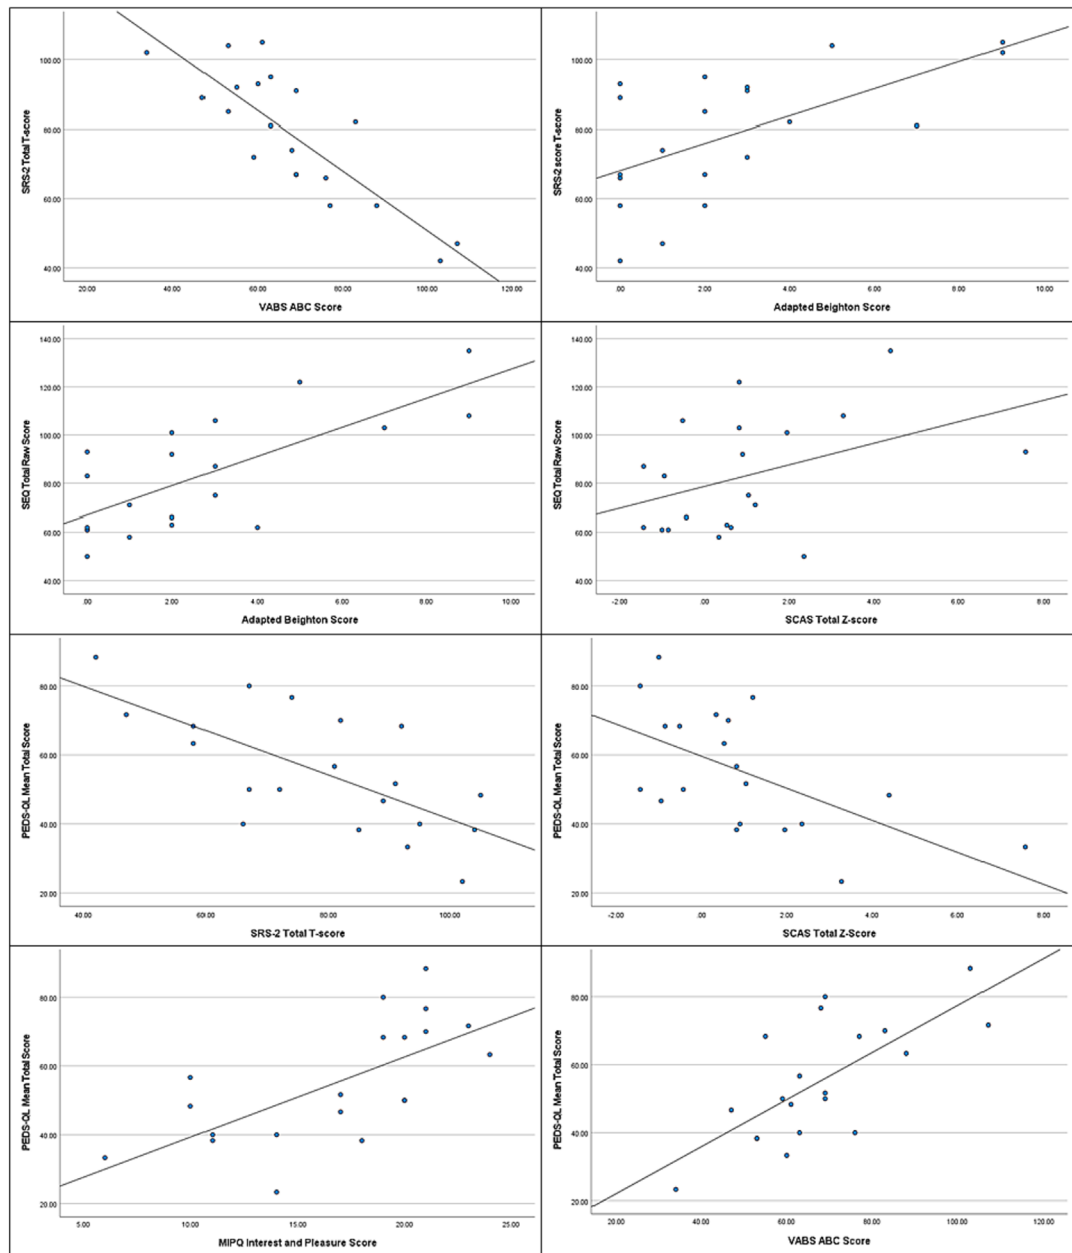 SRS-2 Total T-score
100.00
80.00
60.00
40.00
20.00 40.00 60.00 80.00 100.00 120.00
VABS ABC Score
SRS-2 score T-score
100.00
80.00
60.00
40.00
.00 2.00 4.00 6.00 8.00 10.00
Adapted Beighton Score
SEQ Total Raw Score
140.00
120.00
100.00
80.00
60.00
40.00
.00 2.00 4.00 6.00 8.00 10.00
Adapted Beighton Score
SEQ Total Raw Score
140.00
120.00
100.00
80.00
60.00
40.00
-2.00 .00 2.00 4.00 6.00 8.00
SCAS Total Z-score
PEDS-QL Mean Total Score
80.00
60.00
40.00
20.00
40.00 60.00 80.00 100.00
SRS-2 Total T-score
PEDS-QL Mean Total Score
80.00
60.00
40.00
20.00
-2.00 .00 2.00 4.00 6.00 8.00
SCAS Total Z-Score
PEDS-QL Mean Total Score
80.00
60.00
40.00
20.00
5.00 10.00 15.00 20.00 25.00
MIPQ Interest and Pleasure Score
PEDS-QL Mean Total Score
80.00
60.00
40.00
20.00
20.00 40.00 60.00 80.00 100.00 120.00
VABS ABC Score